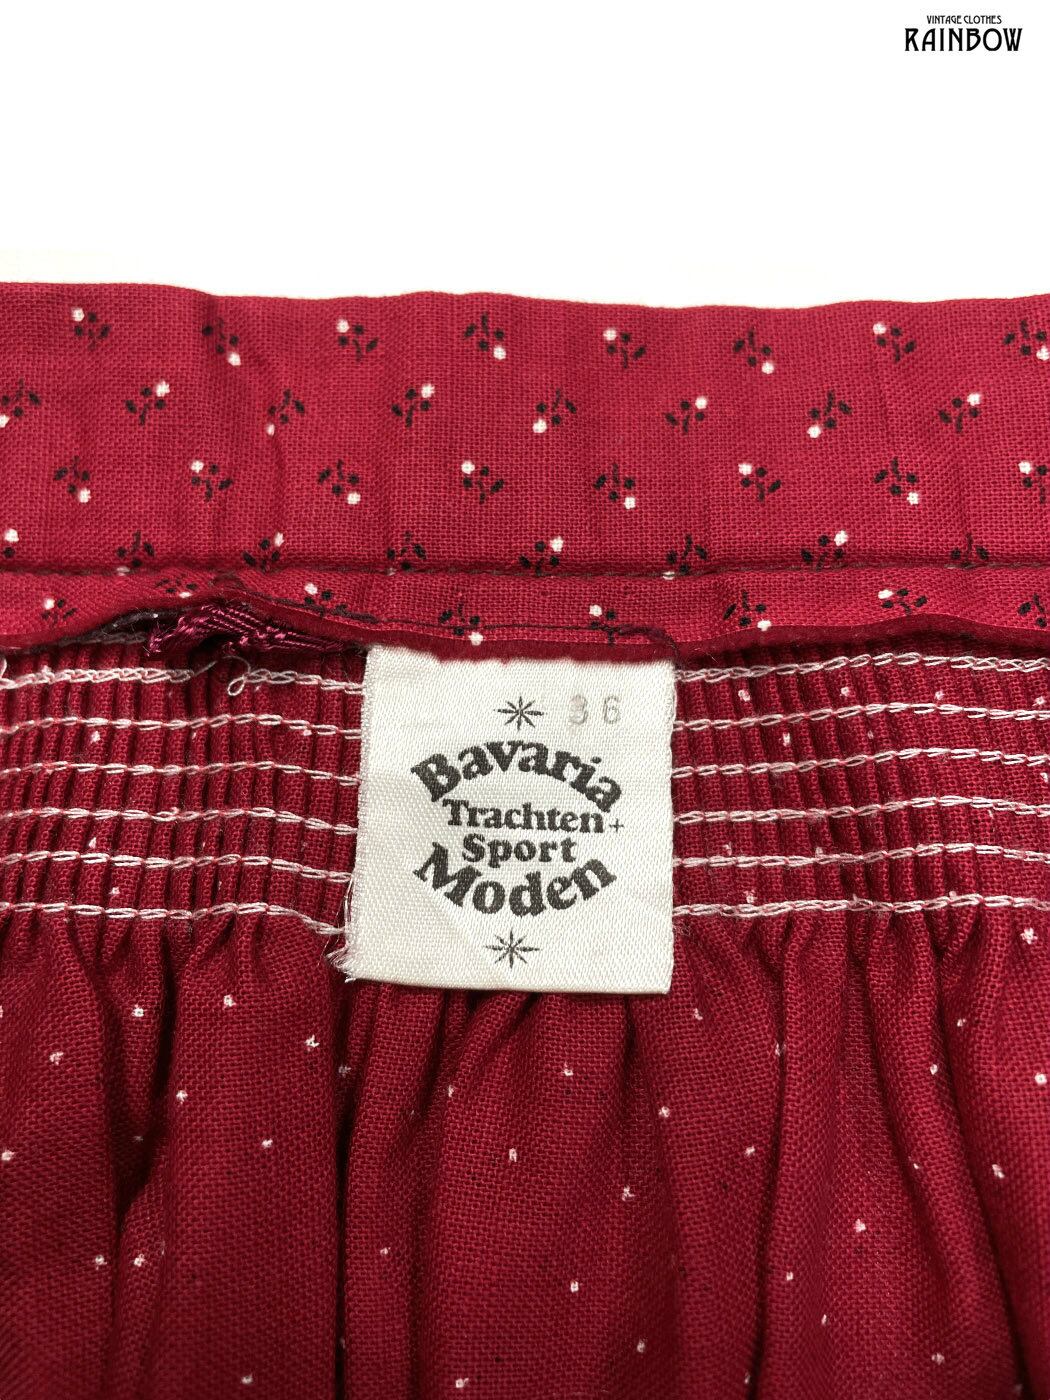 VINTAGE CLOTHES
RAINBOW
36
Bavaria
Trachten+
Sport
Moden